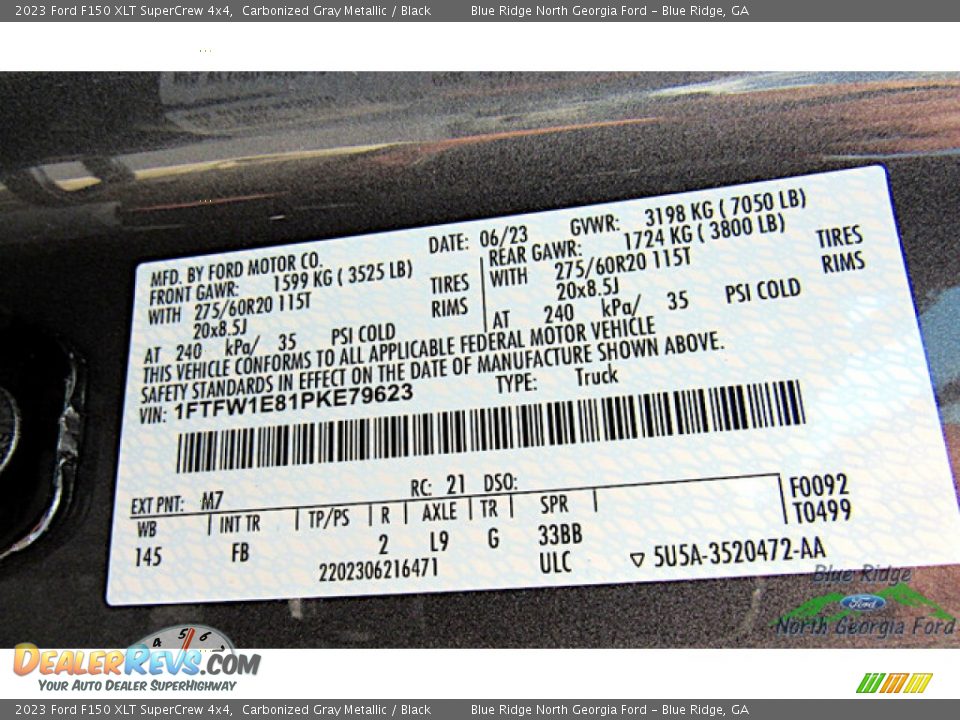 2023 Ford F150 XLT SuperCrew 4x4, Carbonized Gray Metallic / Black Blue Ridge North Georgia Ford - Blue Ridge, GA
MFD. BY FORD MOTOR CO. DATE: 06/23 GVWR: 3198 KG ( 7050 LB)
FRONT GAWR: 1599 KG ( 3525 LB) REAR GAWR: 1724 KG ( 3800 LB)
WITH 275/60R20 115T TIRES WITH 275/60R20 115T TIRES
20x8.5J RIMS 20x8.5J RIMS
AT 240 kPa/ 35 PSI COLD AT 240 kPa/ 35 PSI COLD
THIS VEHICLE CONFORMS TO ALL APPLICABLE FEDERAL MOTOR VEHICLE
SAFETY STANDARDS IN EFFECT ON THE DATE OF MANUFACTURE SHOWN ABOVE.
VIN: 1FTFW1E81PKE79623 TYPE: Truck
EXT PNT: M7 RC: 21 DSO:
WB INT TR TP/PS R AXLE TR SPR F0092
145 FB 2 L9 G 33BB T0499
2202306216471 ULC 5U5A-3520472-AA
Blue Ridge
Ford
North Georgia Ford
4 5 6
DEALERREVS.COM
YOUR AUTO DEALER SUPERHIGHWAY
2023 Ford F150 XLT SuperCrew 4x4, Carbonized Gray Metallic / Black Blue Ridge North Georgia Ford - Blue Ridge, GA